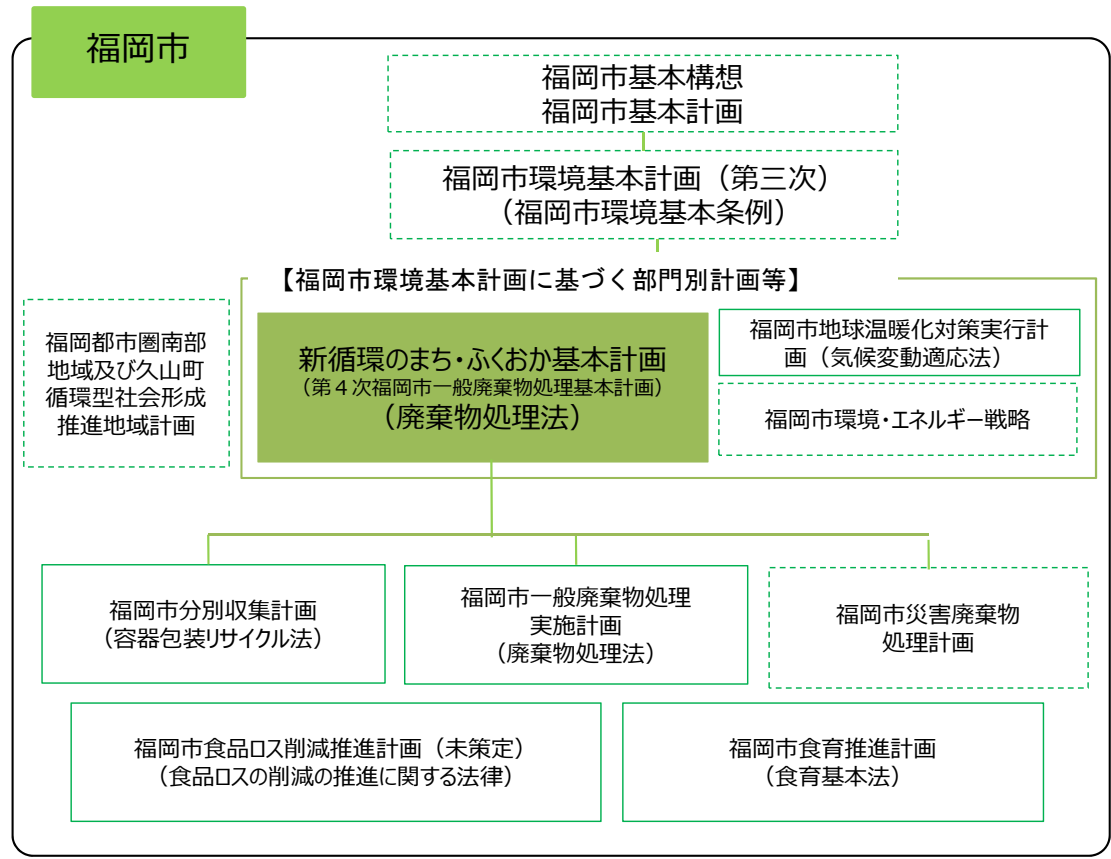 福岡市
福岡市基本構想
福岡市基本計画
福岡市環境基本計画（第三次）
（福岡市環境基本条例）
【福岡市環境基本計画に基づく部門別計画等】
福岡都市圏南部
地域及び久山町
循環型社会形成
推進地域計画
新循環のまち・ふくおか基本計画
（第４次福岡市一般廃棄物処理基本計画）
（廃棄物処理法）
福岡市地球温暖化対策実行計
画（気候変動適応法）
福岡市環境・エネルギー戦略
福岡市分別収集計画
（容器包装リサイクル法）
福岡市一般廃棄物処理
実施計画
（廃棄物処理法）
福岡市災害廃棄物
処理計画
福岡市食品ロス削減推進計画（未策定）
（食品ロスの削減の推進に関する法律）
福岡市食育推進計画
（食育基本法）